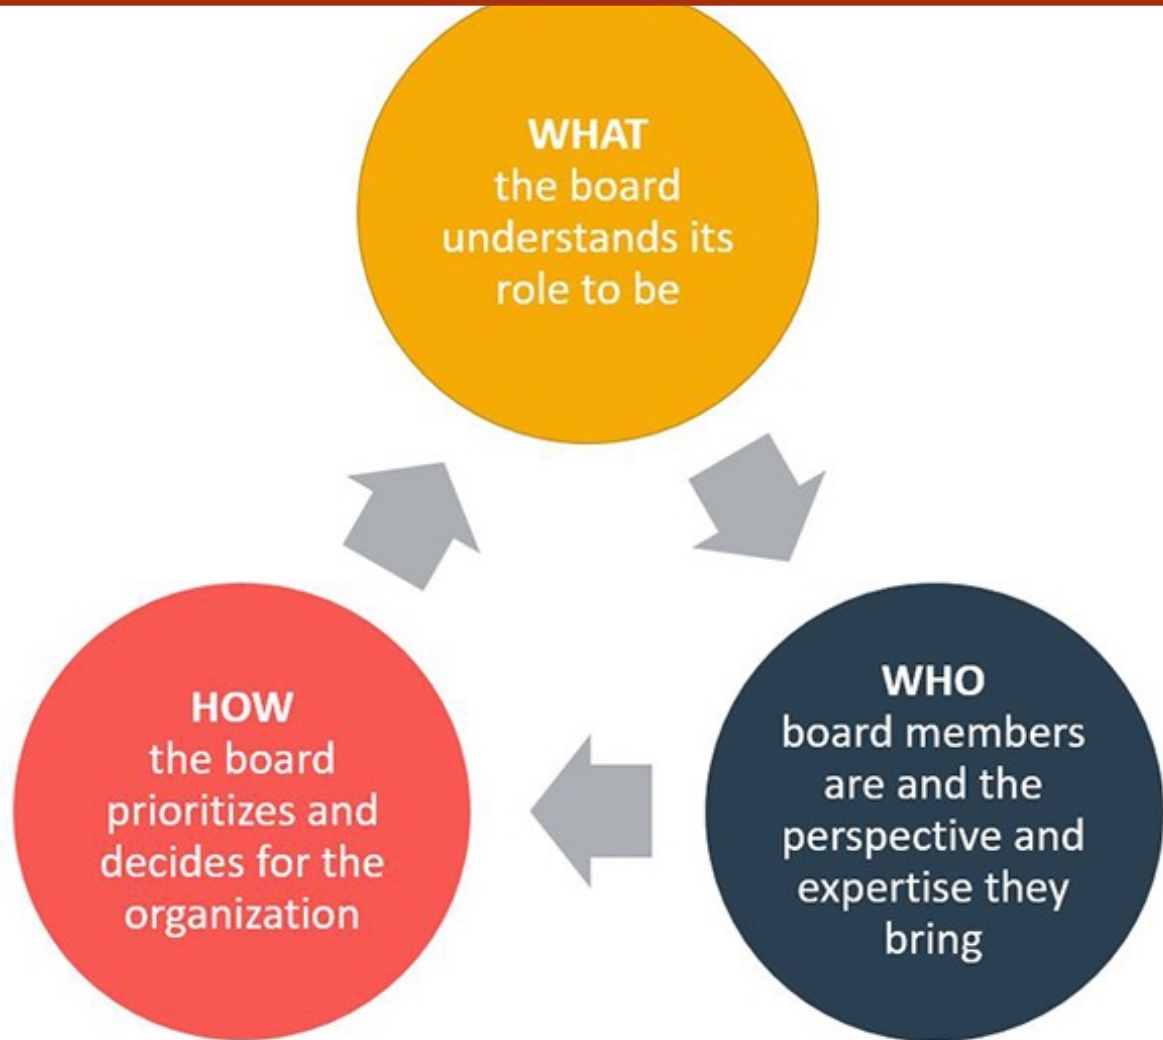 WHAT
the board
understands its
role to be
WHO
board members
are and the
perspective and
expertise they
bring
HOW
the board
prioritizes and
decides for the
organization